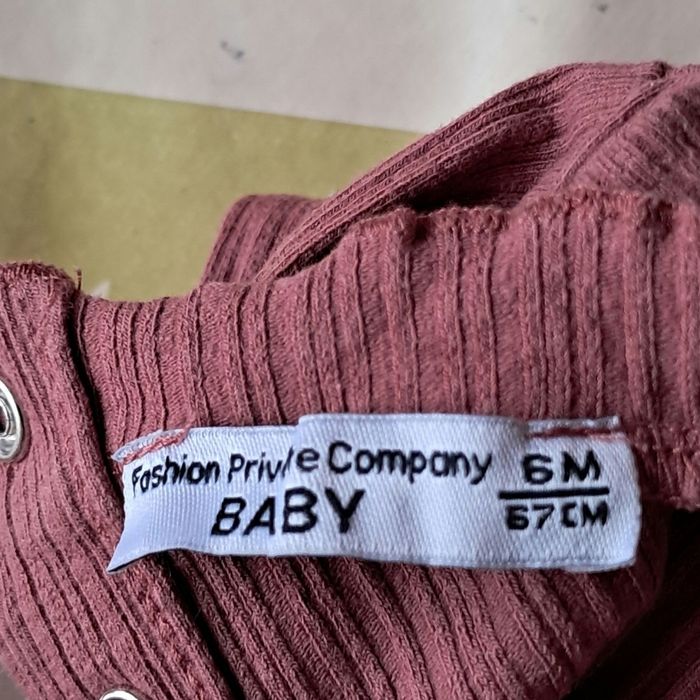 Fashion Private Company 6M
BABY 67CM